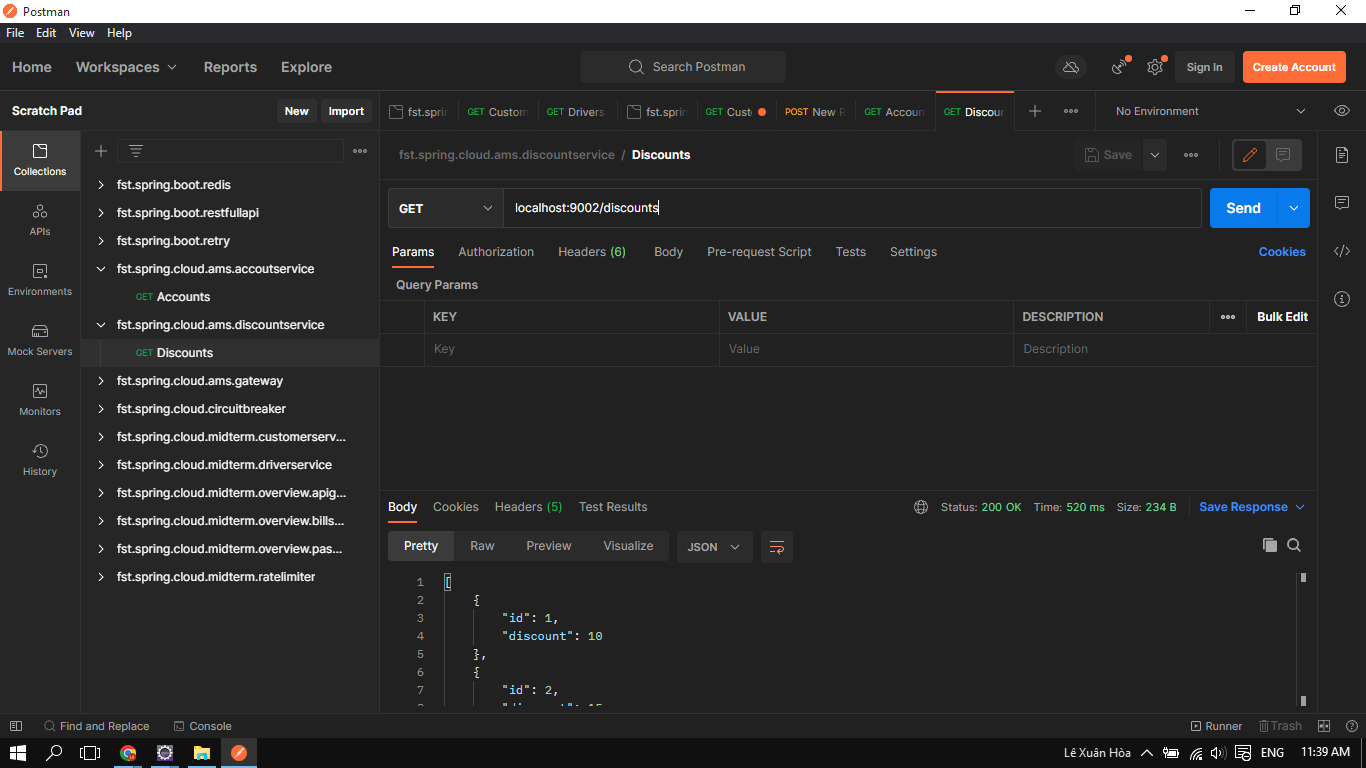 Postman
File Edit View Help
Home Workspaces Reports Explore Search Postman Sign In Create Account
Scratch Pad New Import
fst.sprin GET Custom GET Drivers fst.sprin GET Cust POST New R GET Accoun GET Discour No Environment
Collections
APIs
Environments
Mock Servers
Monitors
History
fst.spring.boot.redis
fst.spring.boot.restfullapi
fst.spring.boot.retry
fst.spring.cloud.ams.accoutservice
GET Accounts
fst.spring.cloud.ams.discountservice
GET Discounts
fst.spring.cloud.ams.gateway
fst.spring.cloud.circuitbreaker
fst.spring.cloud.midterm.customerserv...
fst.spring.cloud.midterm.driverservice
fst.spring.cloud.midterm.overview.apig...
fst.spring.cloud.midterm.overview.bills...
fst.spring.cloud.midterm.overview.pas...
fst.spring.cloud.midterm.ratelimiter
fst.spring.cloud.ams.discountservice / Discounts Save
GET localhost:9002/discounts Send
Params Authorization Headers (6) Body Pre-request Script Tests Settings Cookies
Query Params
KEY VALUE DESCRIPTION Bulk Edit
Key Value Description
Body Cookies Headers (5) Test Results Status: 200 OK Time: 520 ms Size: 234 B Save Response
Pretty Raw Preview Visualize JSON
1 [
2 {
3 "id": 1,
4 "discount": 10
5 },
6 {
7 "id": 2,
8 "discount": 15
Find and Replace Console Runner Trash
Lê Xuân Hòa ENG 11:39 AM